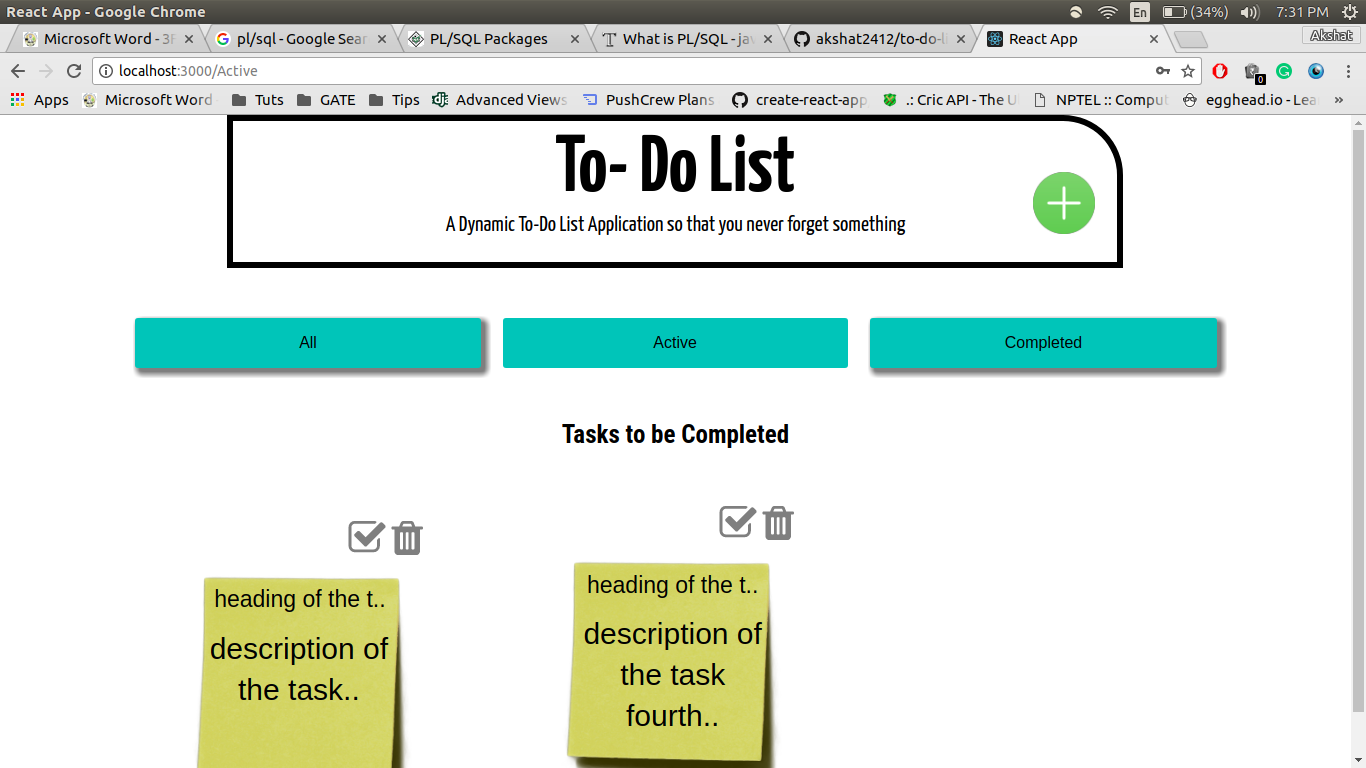 React App - Google Chrome
En
(34%)
7:31 PM
Microsoft Word - 3F
pl/sql - Google Sear
PL/SQL Packages
What is PL/SQL - jav
akshat2412/to-do-li
React App
Akshat
localhost:3000/Active
0
Apps
Microsoft Word
Tuts
GATE
Tips
Advanced Views
PushCrew Plans
create-react-app
.: Cric API - The U
NPTEL :: Comput
egghead.io - Lea
»
To- Do List
A Dynamic To-Do List Application so that you never forget something
All
Active
Completed
Tasks to be Completed
heading of the t..
description of
the task..
heading of the t..
description of
the task
fourth..